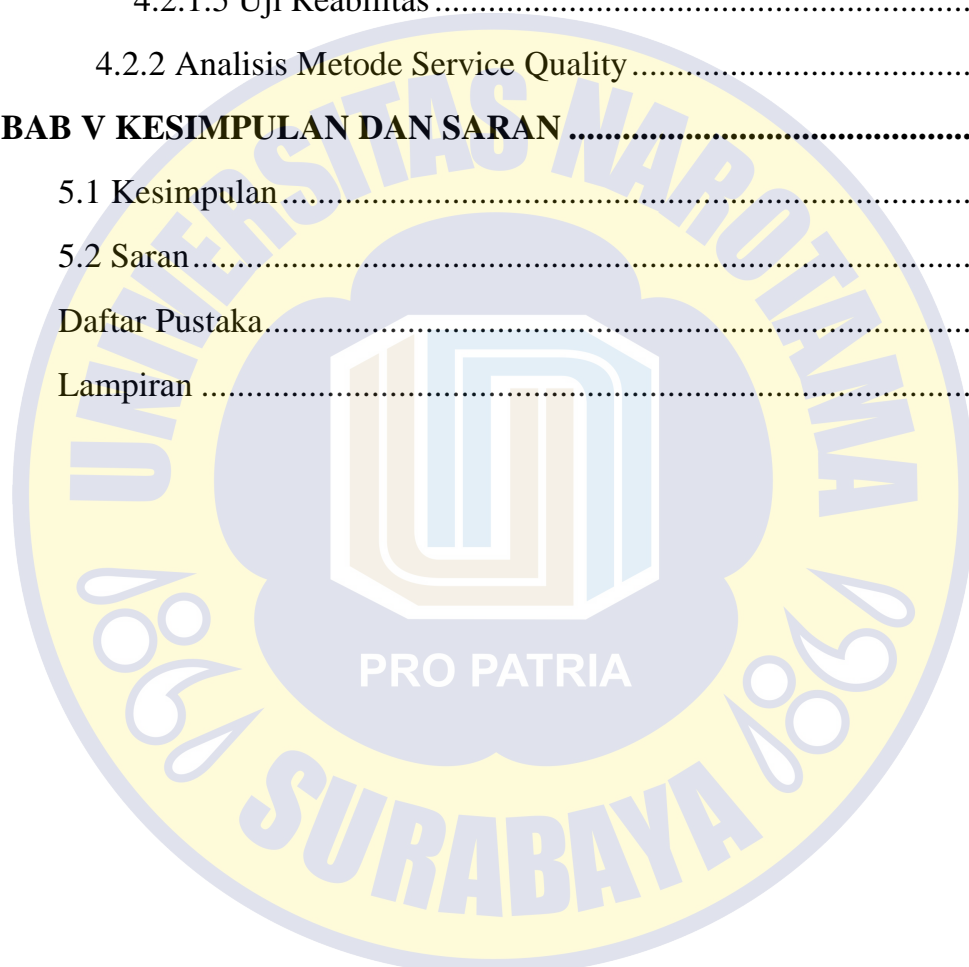 4.2.1.5 Uji Reabilitas ...............................................................
4.2.2 Analisis Metode Service Quality .......................................
BAB V KESIMPULAN DAN SARAN .............................................
5.1 Kesimpulan ...............................................................................
5.2 Saran ..........................................................................................
Daftar Pustaka .................................................................................
Lampiran .........................................................................................
UNIVERSITAS NAROTAMA
PRO PATRIA
SURABAYA